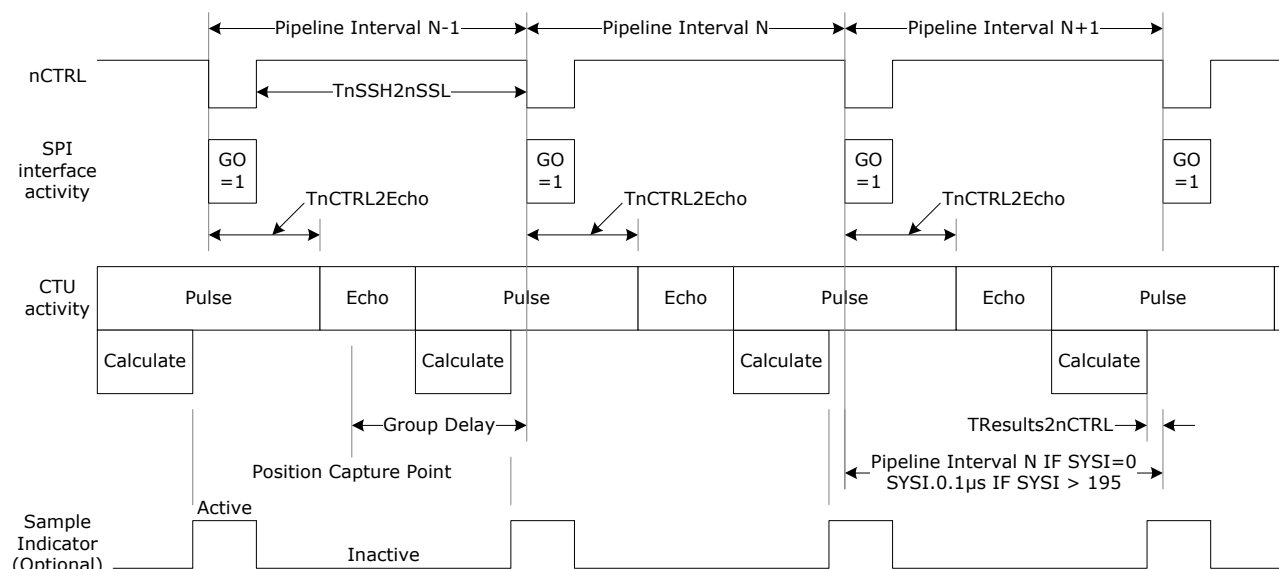 Pipeline Interval N-1
Pipeline Interval N
Pipeline Interval N+1
nCTRL
TnSSH2nSSL
SPI
interface
activity
GO
=1
GO
=1
GO
=1
GO
=1
TnCTRL2Echo
TnCTRL2Echo
TnCTRL2Echo
CTU
activity
Pulse
Echo
Pulse
Echo
Pulse
Echo
Pulse
Calculate
Calculate
Calculate
Calculate
Group Delay
TResults2nCTRL
Position Capture Point
Pipeline Interval N IF SYSI=0
SYSI.0.1µs IF SYSI > 195
Sample
Indicator
(Optional)
Active
Inactive